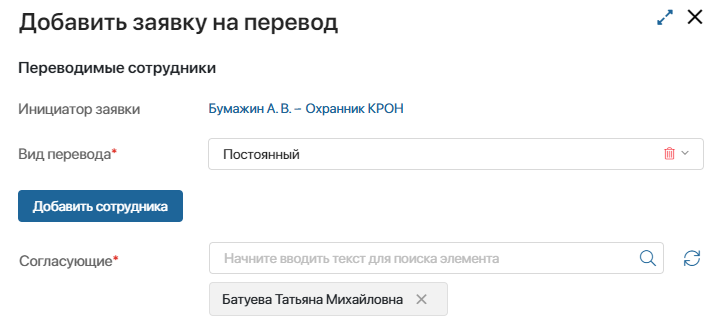 Добавить заявку на перевод
Переводимые сотрудники
Инициатор заявки Бумажин А. В. – Охранник КРОН
Вид перевода* Постоянный
Добавить сотрудника
Согласующие* Начните вводить текст для поиска элемента
Батуева Татьяна Михайловна